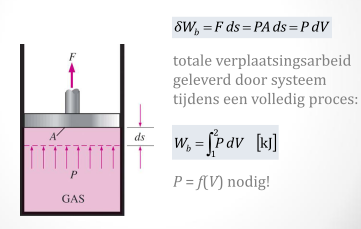 δW_b = F ds = PA ds = P dV
totale verplaatsingsarbeid
geleverd door systeem
tijdens een volledig proces:
W_b = ∫₁² P dV [kJ]
P = f(V) nodig!
F
A
ds
P
GAS